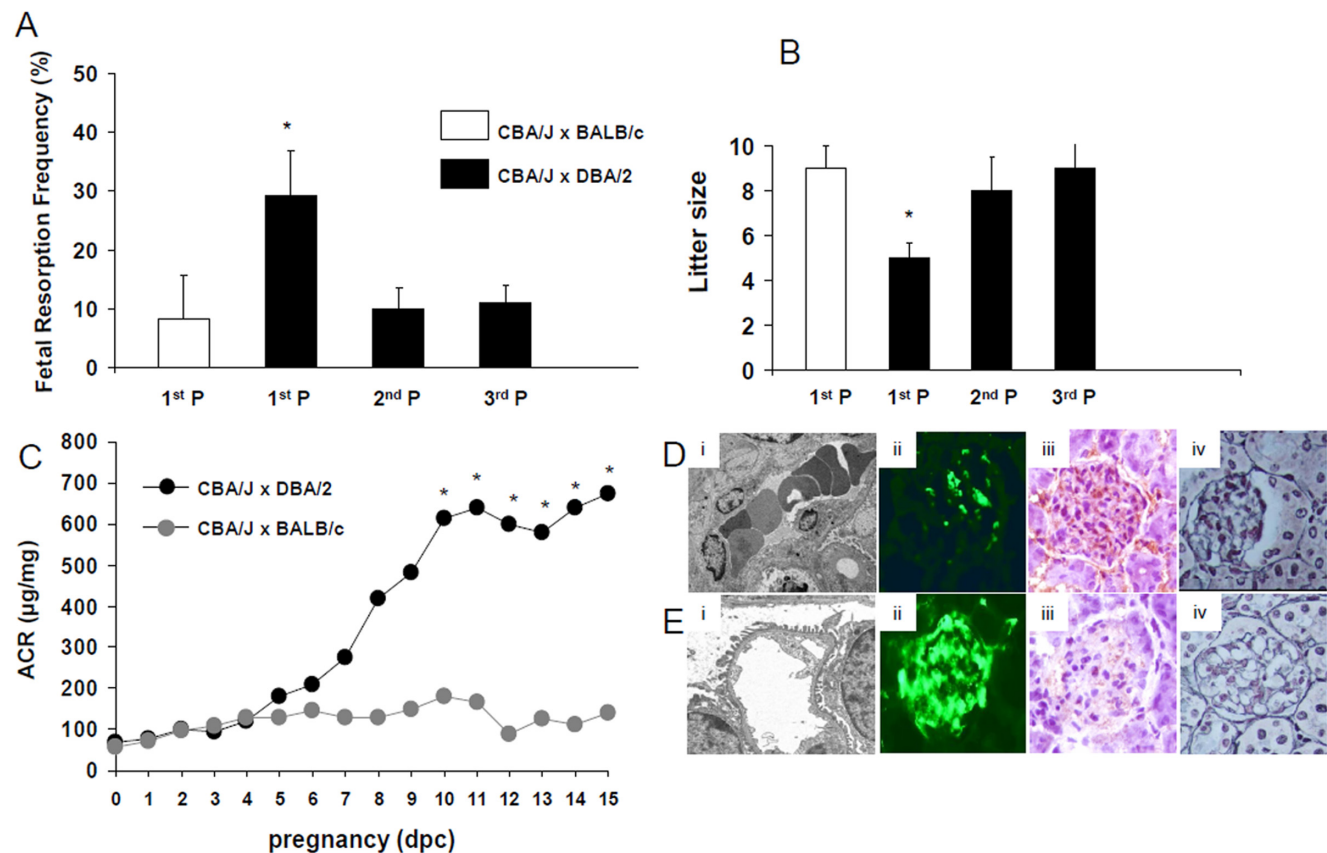 A
Fetal Resorption Frequency (%)
50
40
30
20
10
0
*
CBA/J x BALB/c
CBA/J x DBA/2
1st P
1st P
2nd P
3rd P
B
Litter size
10
8
6
4
2
0
*
1st P
1st P
2nd P
3rd P
C
ACR (µg/mg)
800
700
600
500
400
300
200
100
0
CBA/J x DBA/2
CBA/J x BALB/c
* * * * * *
0 1 2 3 4 5 6 7 8 9 10 11 12 13 14 15
pregnancy (dpc)
D
i
ii
iii
iv
E
i
ii
iii
iv